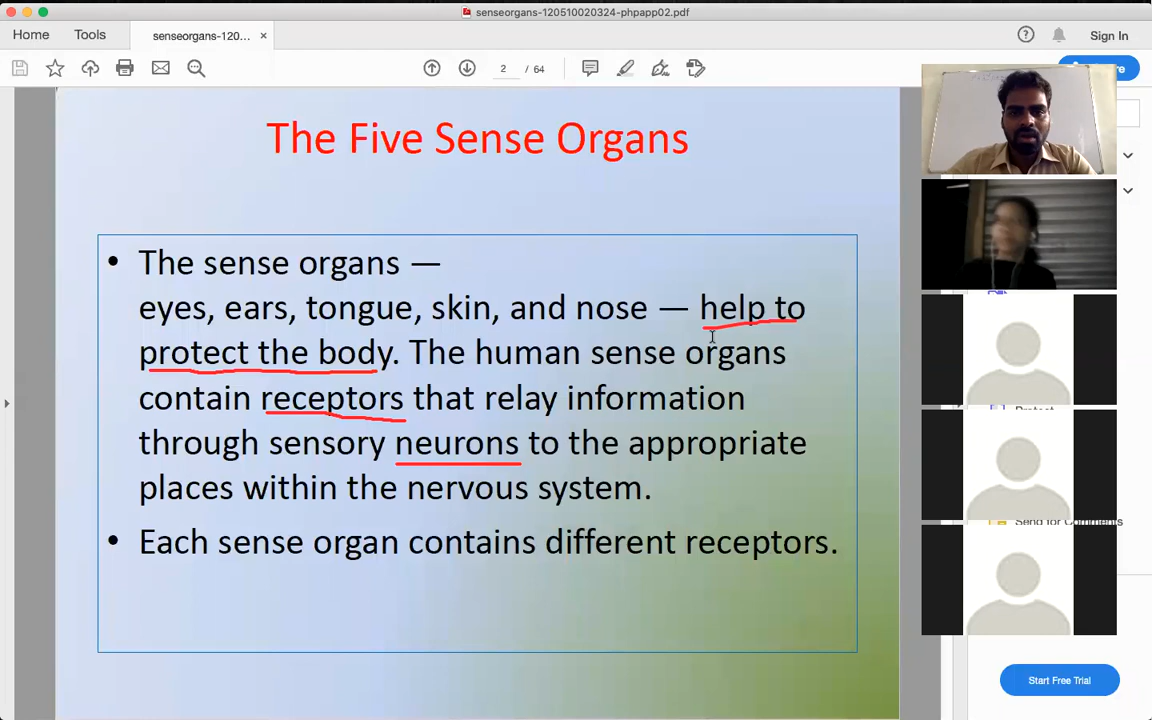 senseorgans-120510020324-phpapp02.pdf
Home Tools senseorgans-120... × Sign In
2 / 64
The Five Sense Organs
• The sense organs —
eyes, ears, tongue, skin, and nose — help to
protect the body. The human sense organs
contain receptors that relay information
through sensory neurons to the appropriate
places within the nervous system.
• Each sense organ contains different receptors.
Send for Comments
Start Free Trial